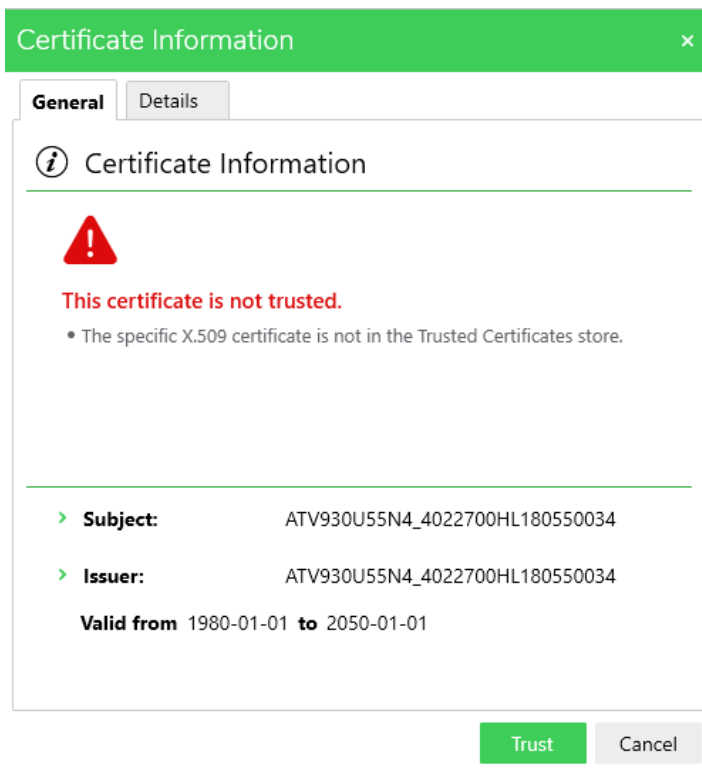 Certificate Information ×
General Details
i Certificate Information
!
This certificate is not trusted.
• The specific X.509 certificate is not in the Trusted Certificates store.
> Subject: ATV930U55N4_4022700HL180550034
> Issuer: ATV930U55N4_4022700HL180550034
Valid from 1980-01-01 to 2050-01-01
Trust Cancel